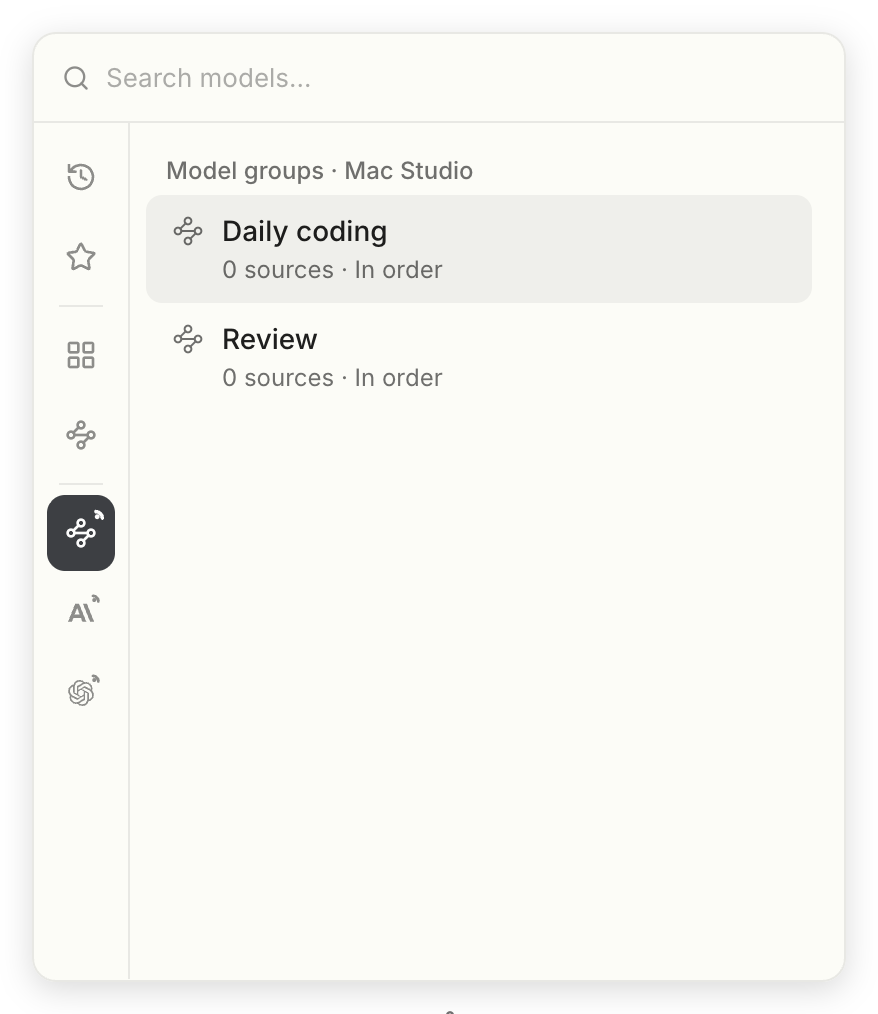 Search models...
Model groups · Mac Studio
Daily coding
0 sources · In order
Review
0 sources · In order